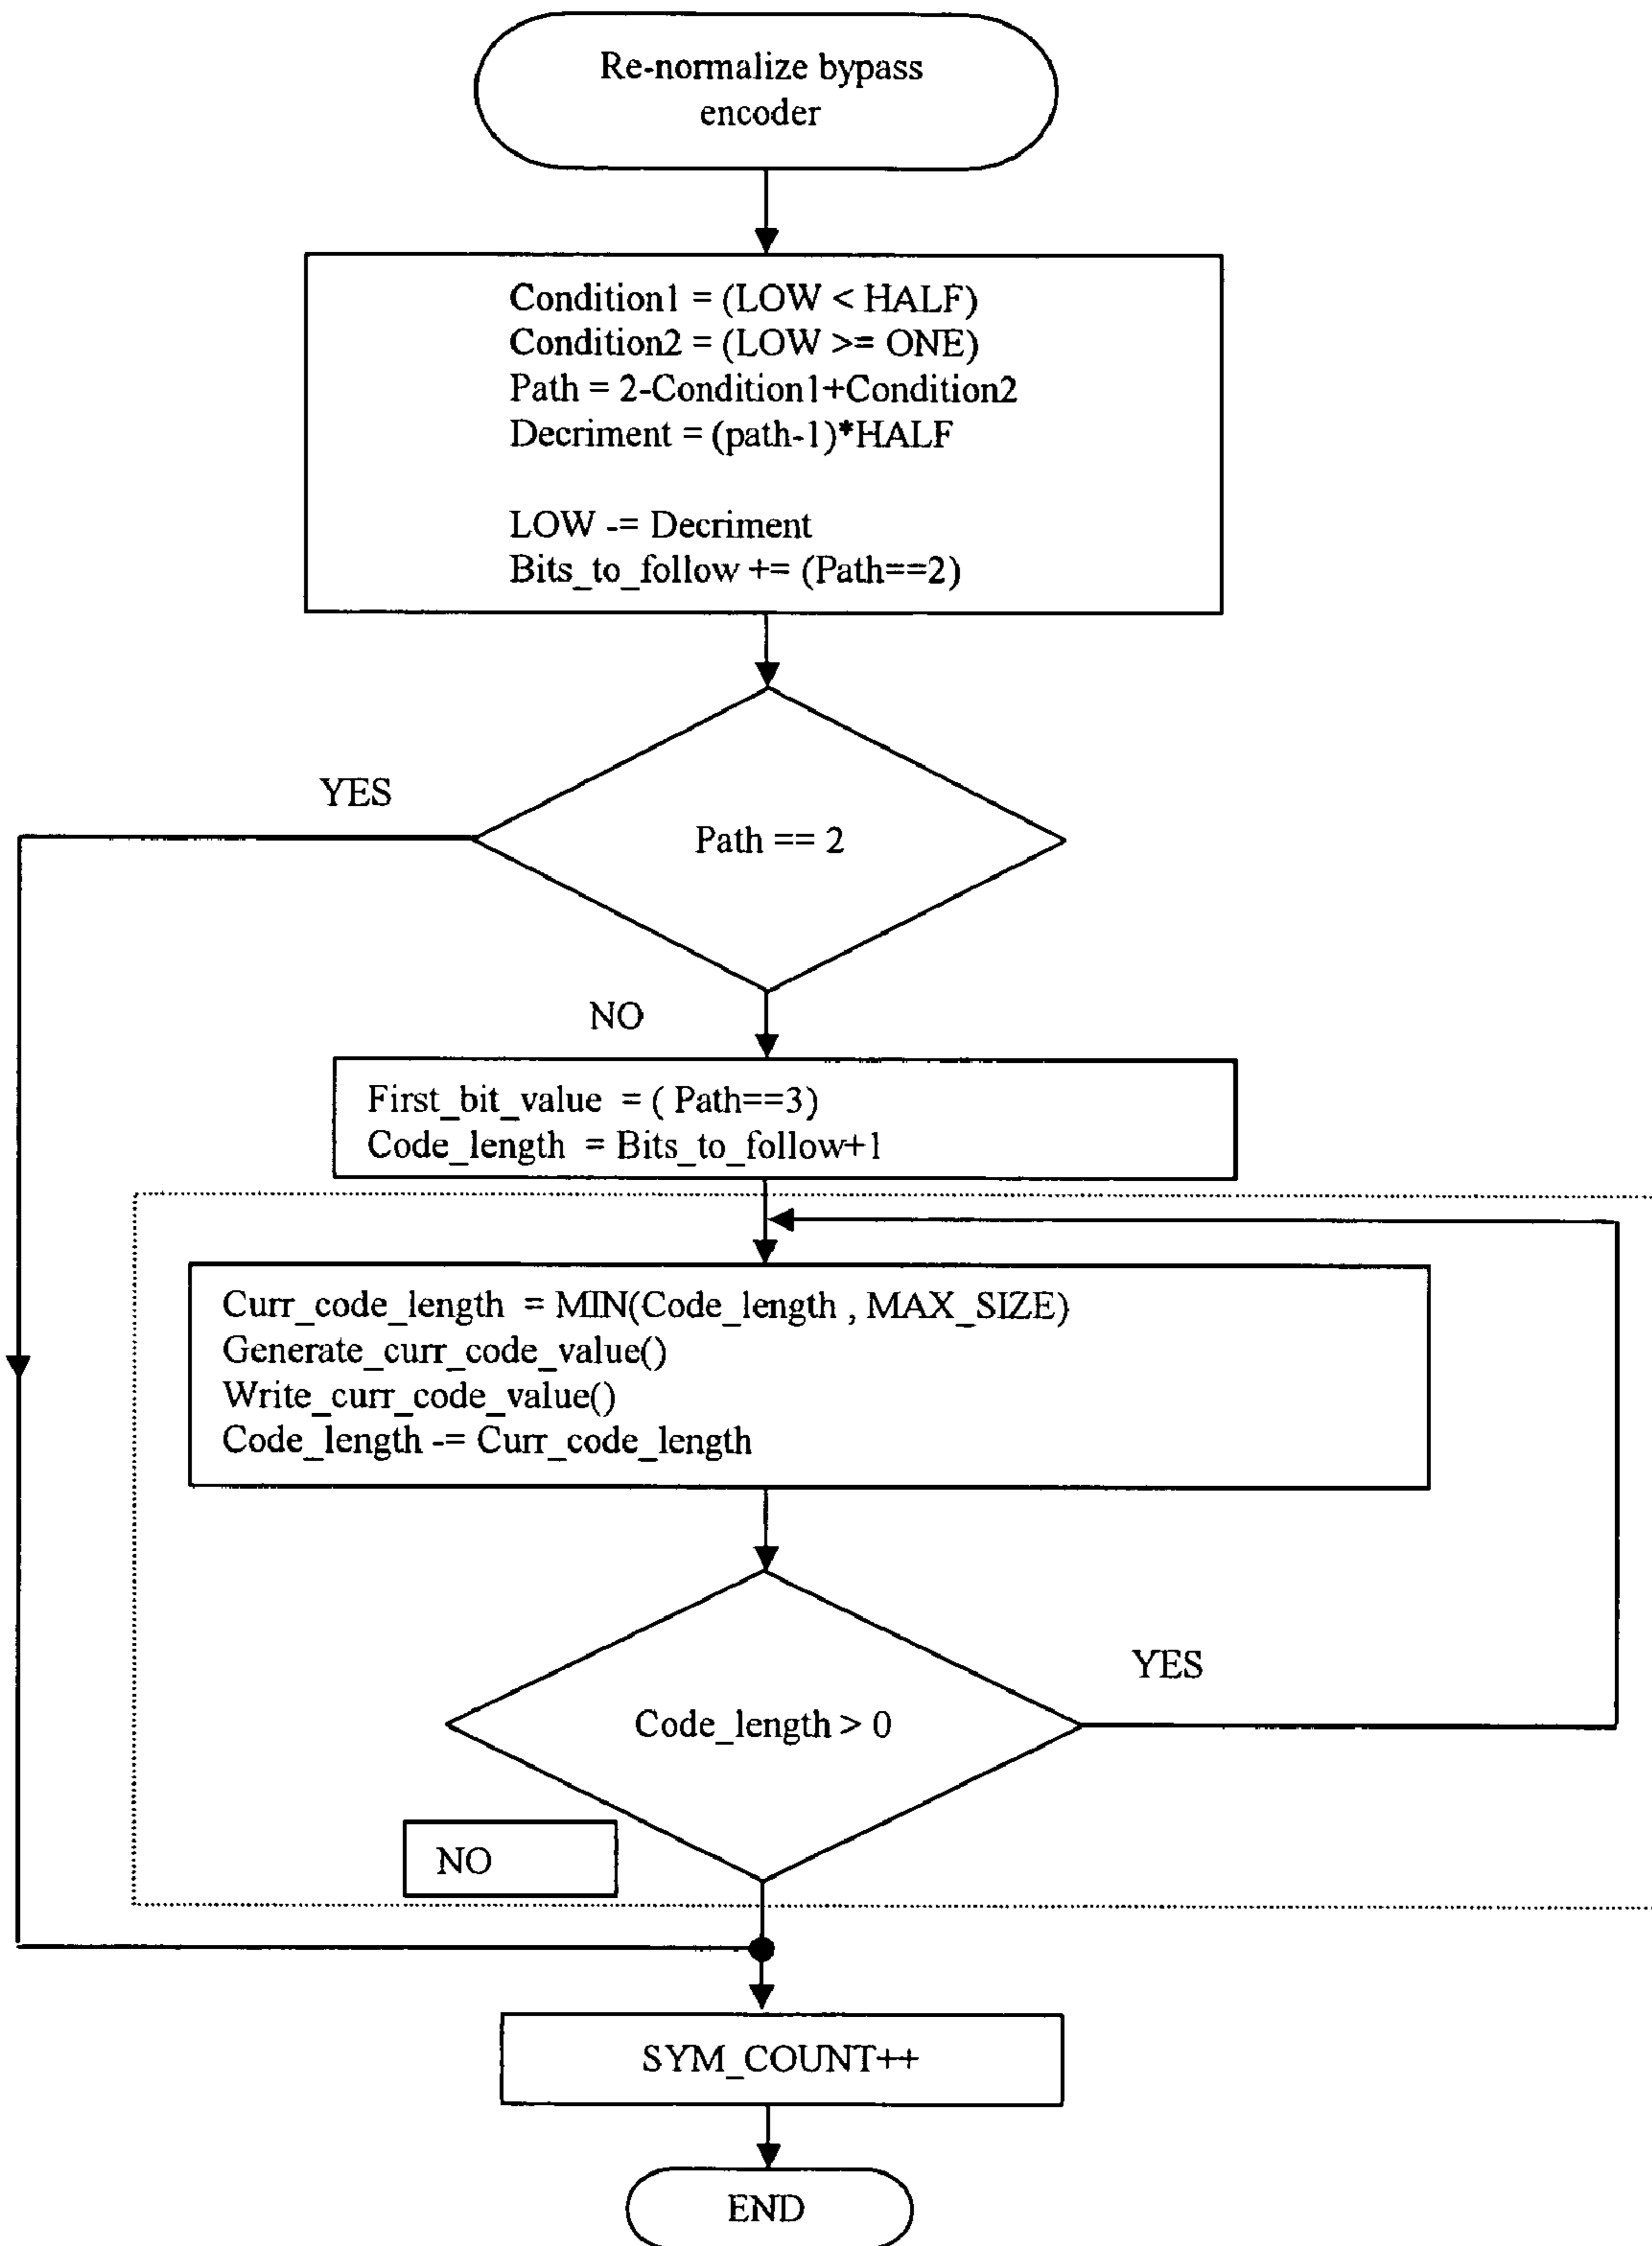 Re-normalize bypass
encoder
Condition1 = (LOW < HALF)
Condition2 = (LOW >= ONE)
Path = 2-Condition1+Condition2
Decriment = (path-1)*HALF
LOW -= Decriment
Bits_to_follow += (Path==2)
YES
Path == 2
NO
First_bit_value = ( Path==3)
Code_length = Bits_to_follow+1
Curr_code_length = MIN(Code_length , MAX_SIZE)
Generate_curr_code_value()
Write_curr_code_value()
Code_length -= Curr_code_length
YES
Code_length > 0
NO
SYM_COUNT++
END